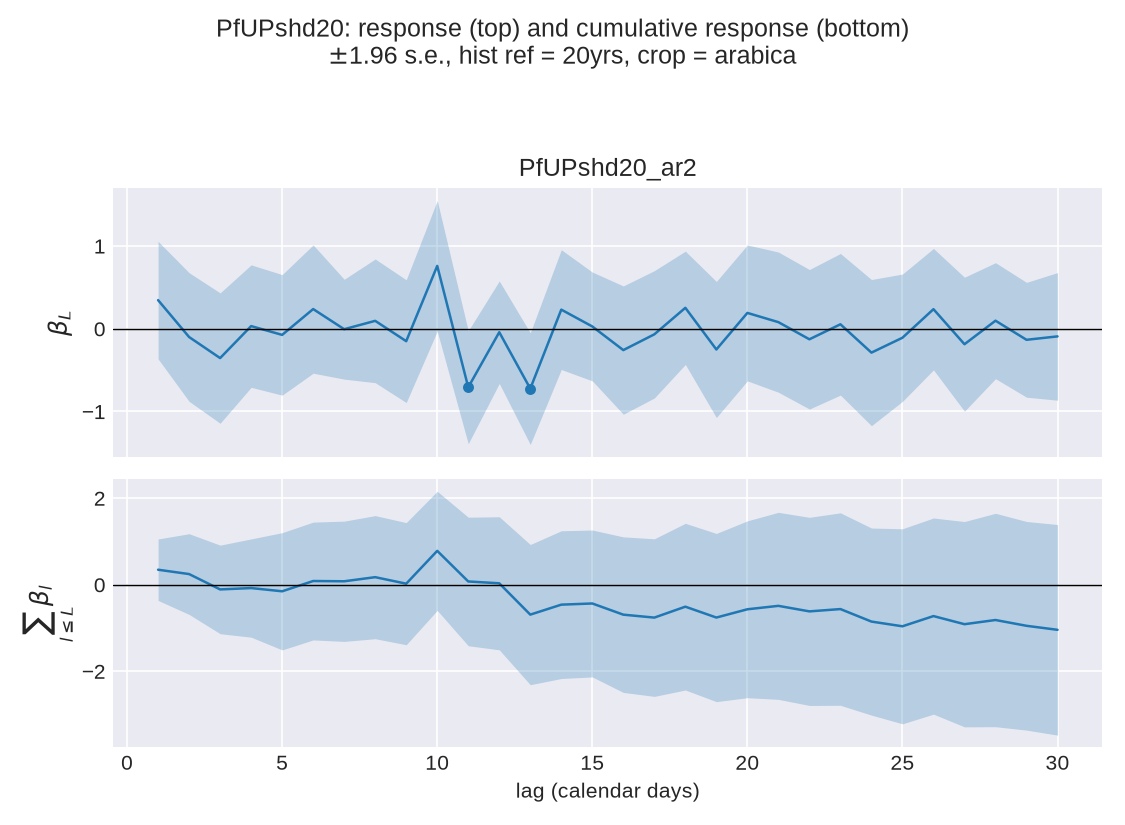 PfUPshd20: response (top) and cumulative response (bottom)
±1.96 s.e., hist ref = 20yrs, crop = arabica
PfUPshd20_ar2
1
0
−1
β_L
2
0
−2
∑ β_l
l ≤ L
0 5 10 15 20 25 30
lag (calendar days)